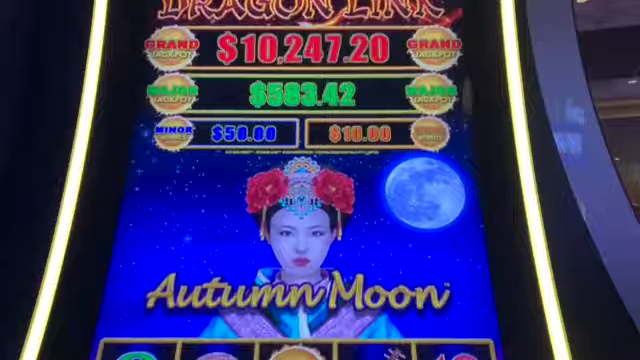 DRAGON LINK
GRAND JACKPOT $10,247.20 GRAND JACKPOT
MAJOR JACKPOT $583.42 MAJOR JACKPOT
MINOR $50.00 $10.00
Autumn Moon